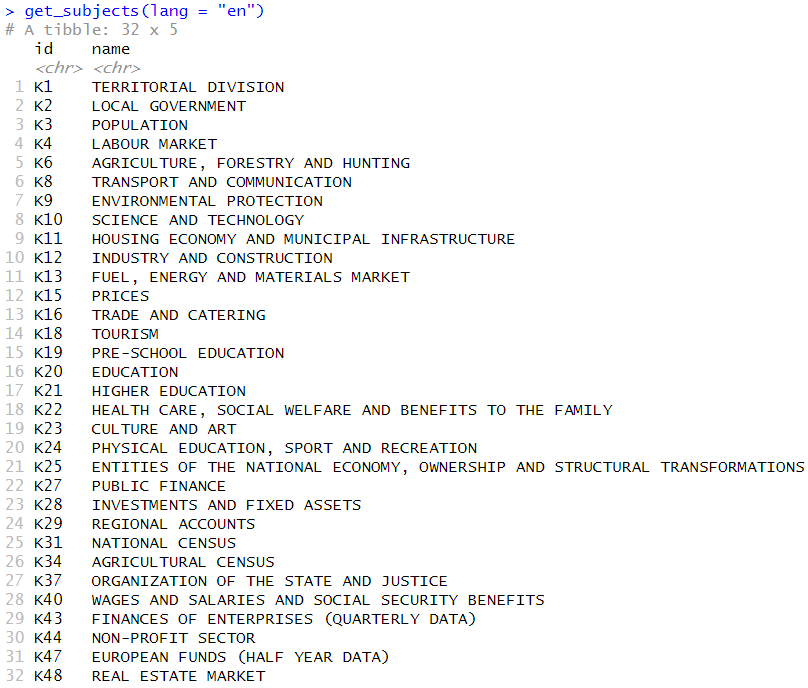 > get_subjects(lang = "en")
# A tibble: 32 x 5
id name
<chr> <chr>
1 K1 TERRITORIAL DIVISION
2 K2 LOCAL GOVERNMENT
3 K3 POPULATION
4 K4 LABOUR MARKET
5 K6 AGRICULTURE, FORESTRY AND HUNTING
6 K8 TRANSPORT AND COMMUNICATION
7 K9 ENVIRONMENTAL PROTECTION
8 K10 SCIENCE AND TECHNOLOGY
9 K11 HOUSING ECONOMY AND MUNICIPAL INFRASTRUCTURE
10 K12 INDUSTRY AND CONSTRUCTION
11 K13 FUEL, ENERGY AND MATERIALS MARKET
12 K15 PRICES
13 K16 TRADE AND CATERING
14 K18 TOURISM
15 K19 PRE-SCHOOL EDUCATION
16 K20 EDUCATION
17 K21 HIGHER EDUCATION
18 K22 HEALTH CARE, SOCIAL WELFARE AND BENEFITS TO THE FAMILY
19 K23 CULTURE AND ART
20 K24 PHYSICAL EDUCATION, SPORT AND RECREATION
21 K25 ENTITIES OF THE NATIONAL ECONOMY, OWNERSHIP AND STRUCTURAL TRANSFORMATIONS
22 K27 PUBLIC FINANCE
23 K28 INVESTMENTS AND FIXED ASSETS
24 K29 REGIONAL ACCOUNTS
25 K31 NATIONAL CENSUS
26 K34 AGRICULTURAL CENSUS
27 K37 ORGANIZATION OF THE STATE AND JUSTICE
28 K40 WAGES AND SALARIES AND SOCIAL SECURITY BENEFITS
29 K43 FINANCES OF ENTERPRISES (QUARTERLY DATA)
30 K44 NON-PROFIT SECTOR
31 K47 EUROPEAN FUNDS (HALF YEAR DATA)
32 K48 REAL ESTATE MARKET